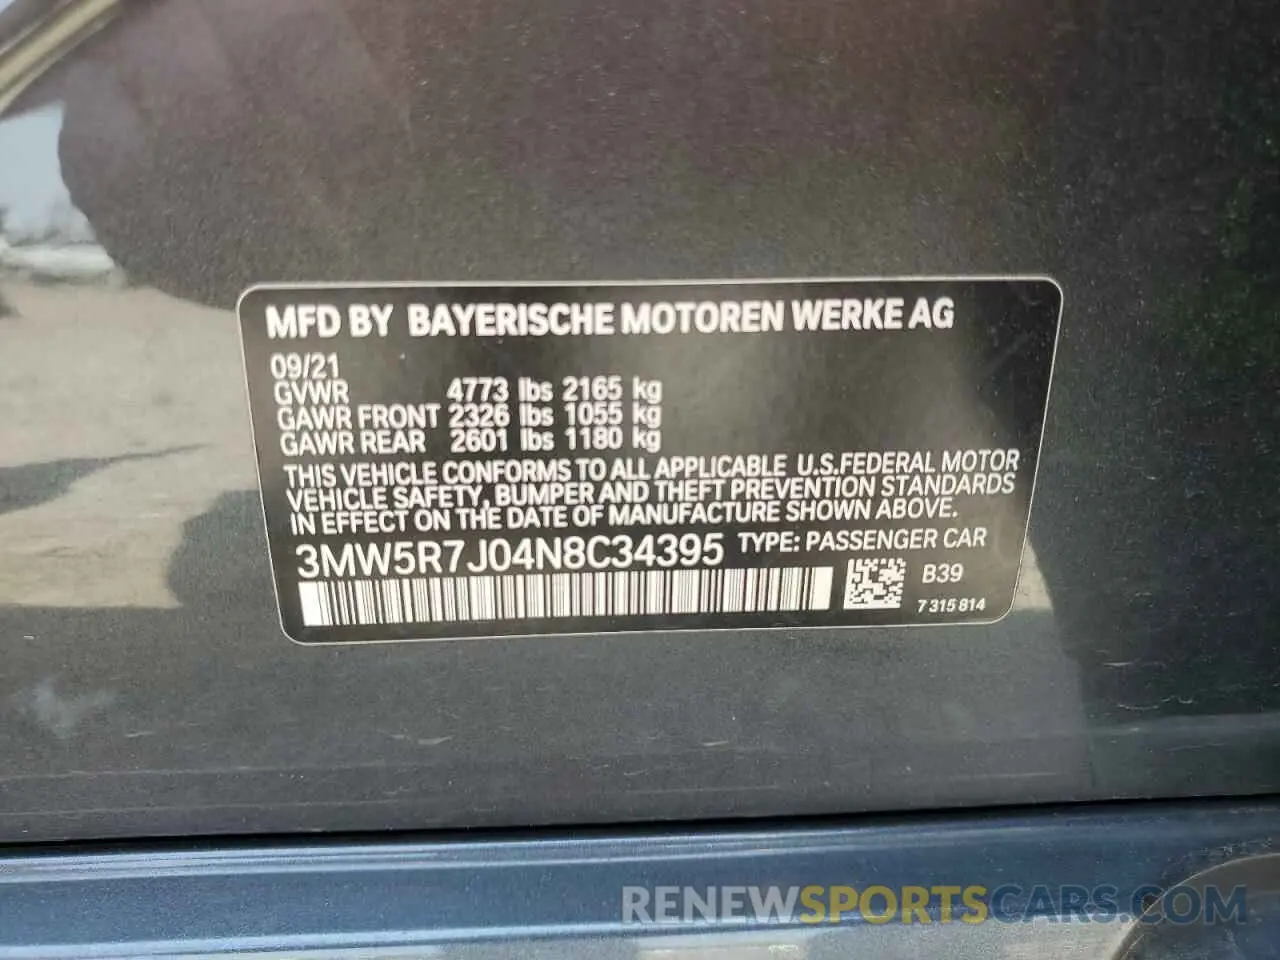 MFD BY BAYERISCHE MOTOREN WERKE AG
09/21
GVWR 4773 lbs 2165 kg
GAWR FRONT 2326 lbs 1055 kg
GAWR REAR 2601 lbs 1180 kg
THIS VEHICLE CONFORMS TO ALL APPLICABLE U.S.FEDERAL MOTOR
VEHICLE SAFETY, BUMPER AND THEFT PREVENTION STANDARDS
IN EFFECT ON THE DATE OF MANUFACTURE SHOWN ABOVE.
3MW5R7J04N8C34395 TYPE: PASSENGER CAR
B39
7 315 814
RENEWSPORTSCARS.COM